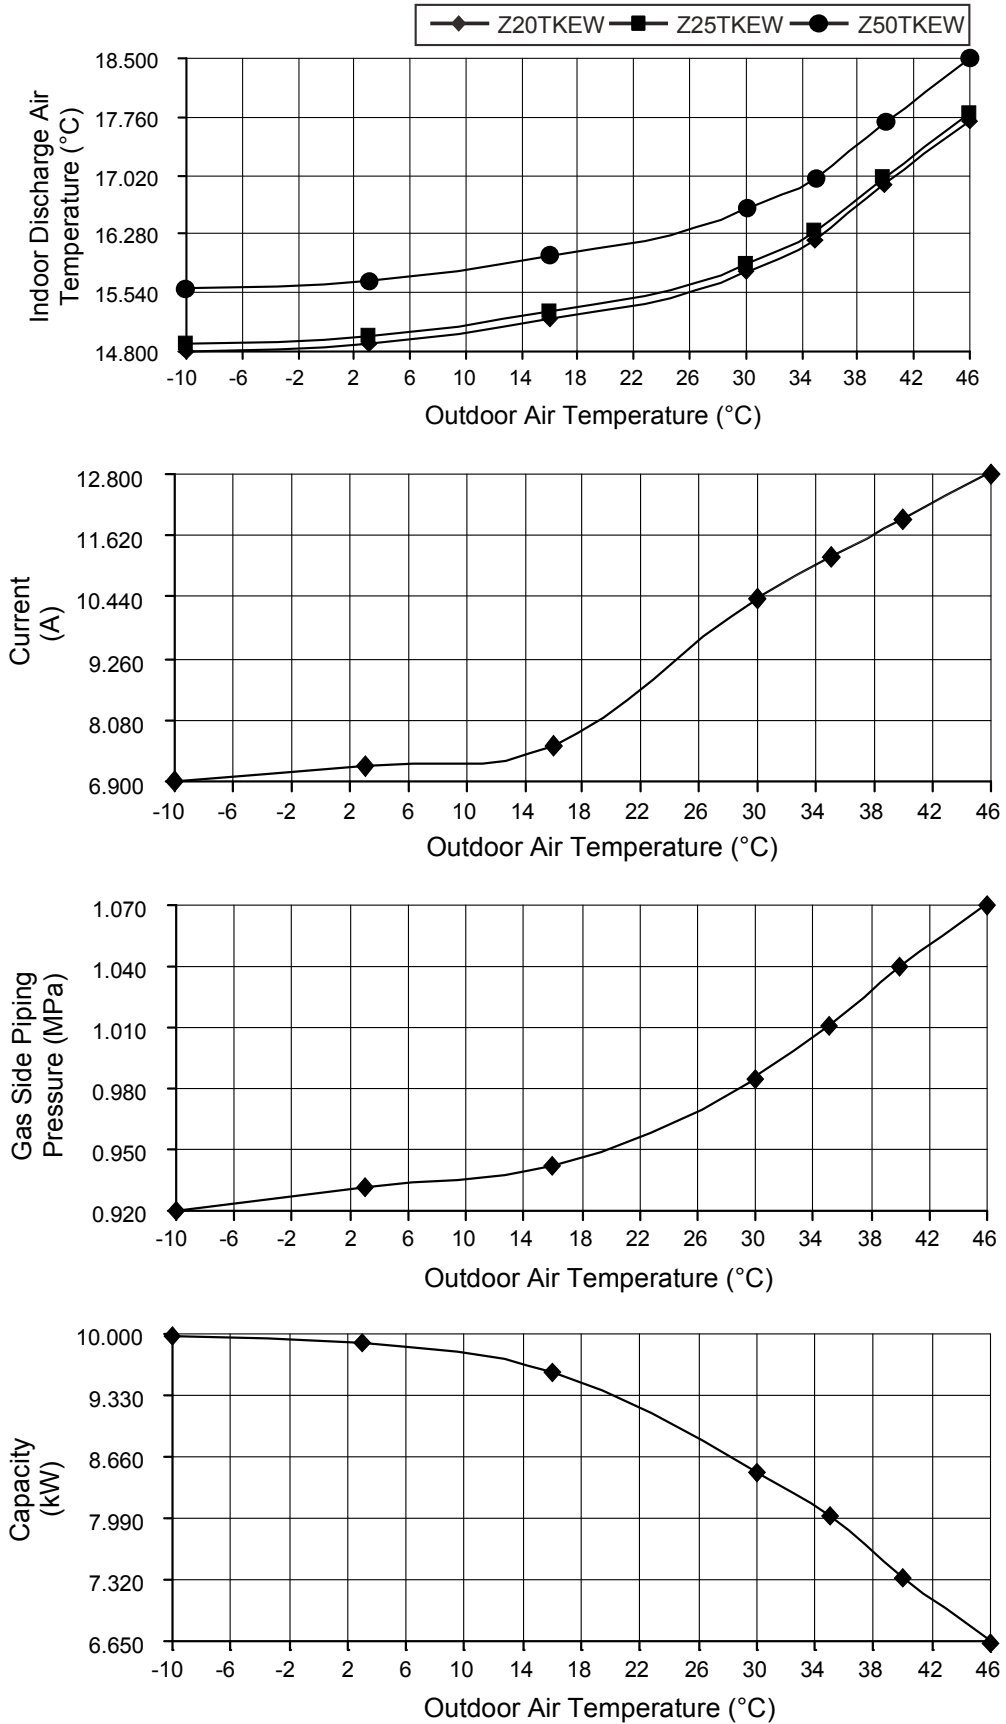 Z20TKEW Z25TKEW Z50TKEW
Indoor Discharge Air
Temperature (°C)
18.500
17.760
17.020
16.280
15.540
14.800
-10 -6 -2 2 6 10 14 18 22 26 30 34 38 42 46
Outdoor Air Temperature (°C)
Current
(A)
12.800
11.620
10.440
9.260
8.080
6.900
-10 -6 -2 2 6 10 14 18 22 26 30 34 38 42 46
Outdoor Air Temperature (°C)
Gas Side Piping
Pressure (MPa)
1.070
1.040
1.010
0.980
0.950
0.920
-10 -6 -2 2 6 10 14 18 22 26 30 34 38 42 46
Outdoor Air Temperature (°C)
Capacity
(kW)
10.000
9.330
8.660
7.990
7.320
6.650
-10 -6 -2 2 6 10 14 18 22 26 30 34 38 42 46
Outdoor Air Temperature (°C)